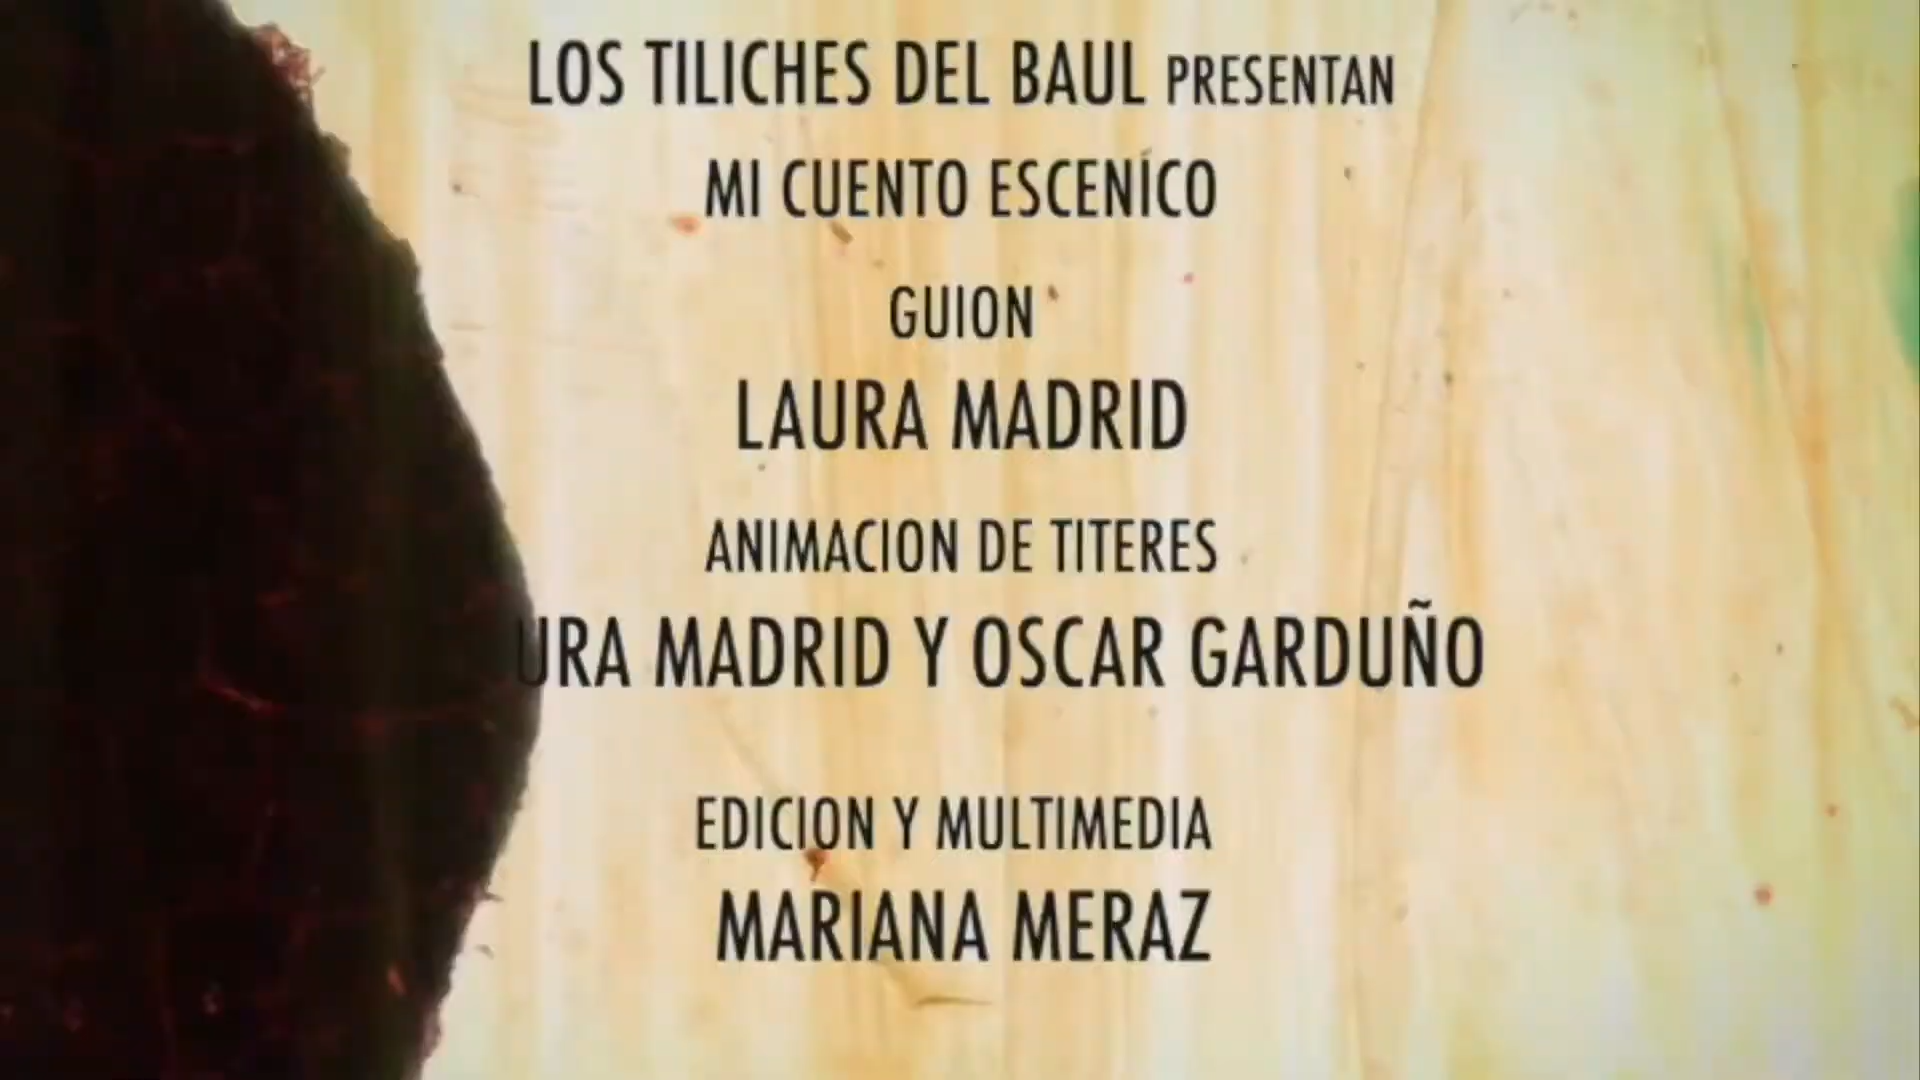 LOS TILICHES DEL BAUL PRESENTAN
MI CUENTO ESCENICO
GUION
LAURA MADRID
ANIMACION DE TITERES
URA MADRID Y OSCAR GARDUÑO
EDICION Y MULTIMEDIA
MARIANA MERAZ